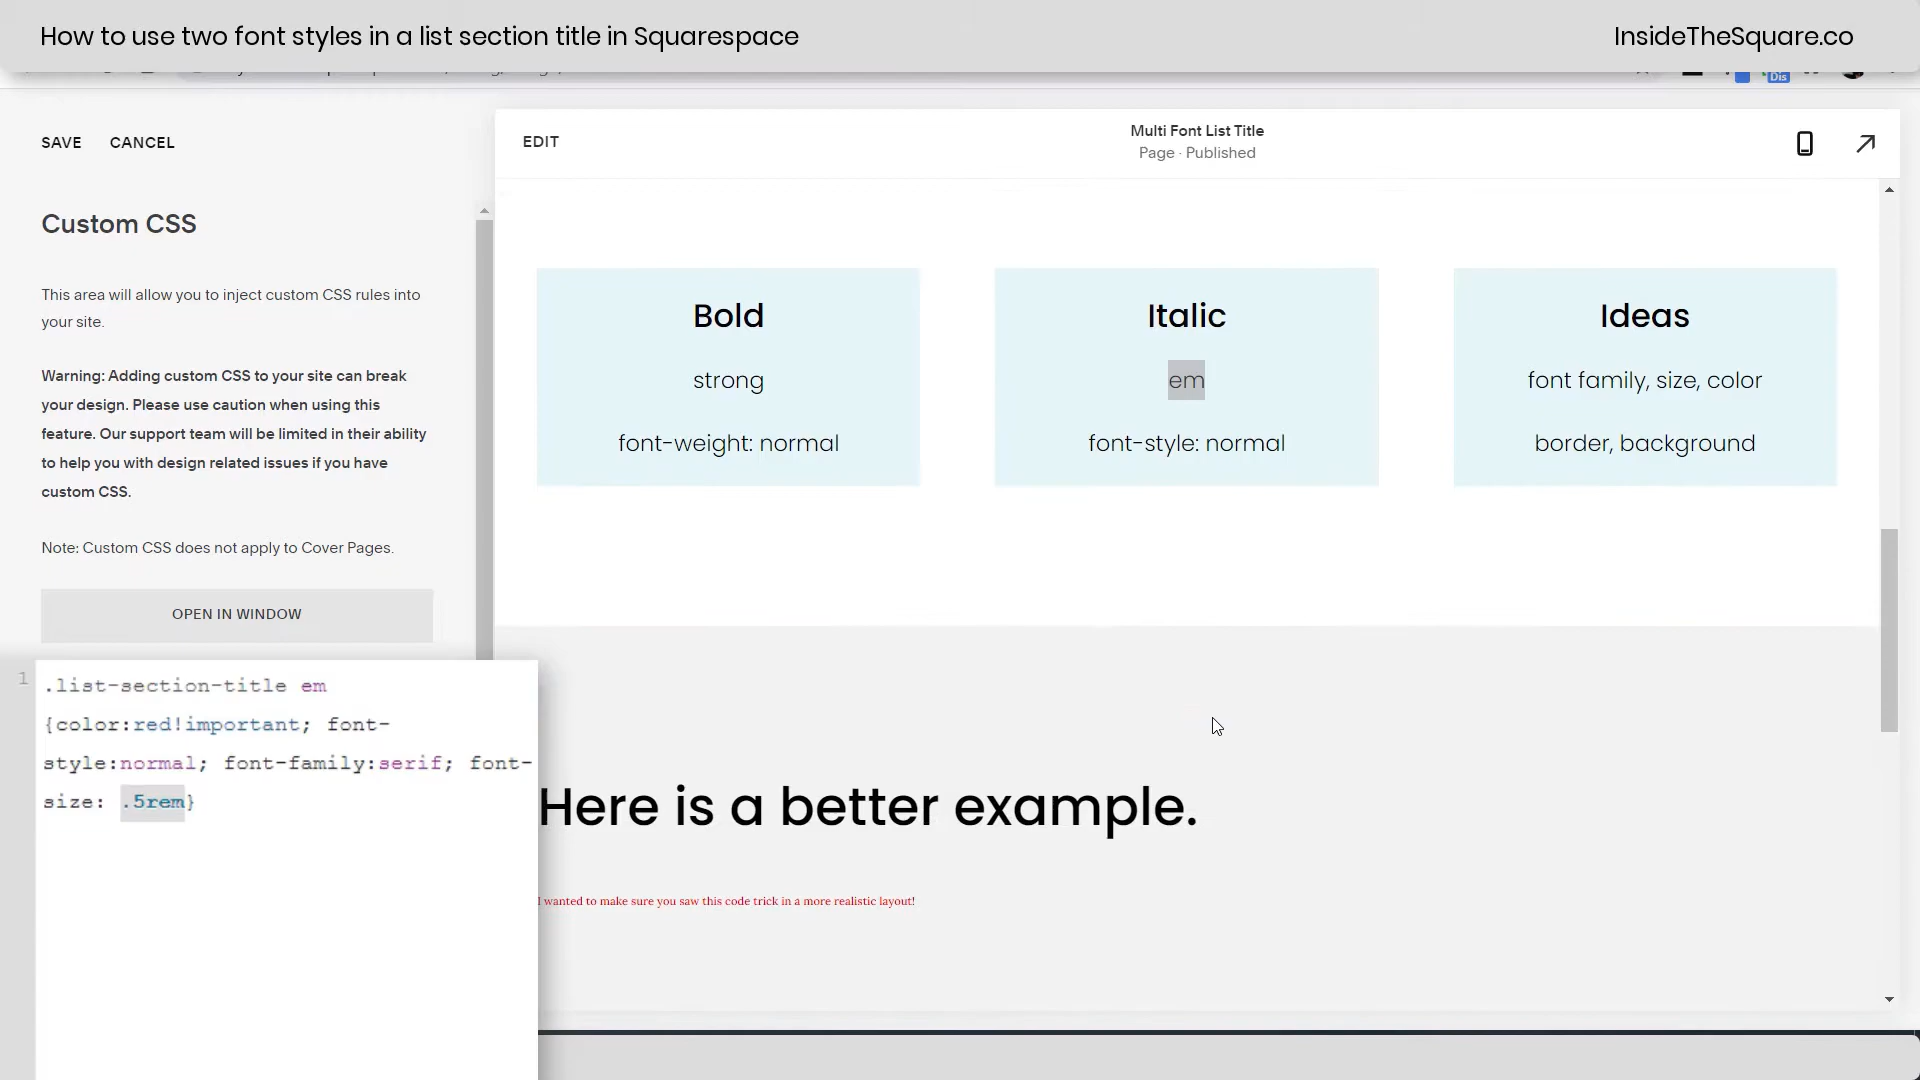 How to use two font styles in a list section title in Squarespace
InsideTheSquare.co
Dis
SAVE CANCEL
EDIT
Multi Font List Title
Page · Published
Custom CSS
This area will allow you to inject custom CSS rules into
your site.
Warning: Adding custom CSS to your site can break
your design. Please use caution when using this
feature. Our support team will be limited in their ability
to help you with design related issues if you have
custom CSS.
Note: Custom CSS does not apply to Cover Pages.
OPEN IN WINDOW
1
.list-section-title em
{color:red!important; font-
style:normal; font-family:serif; font-
size: .5rem}
Bold
strong
font-weight: normal
Italic
em
font-style: normal
Ideas
font family, size, color
border, background
Here is a better example.
I wanted to make sure you saw this code trick in a more realistic layout!